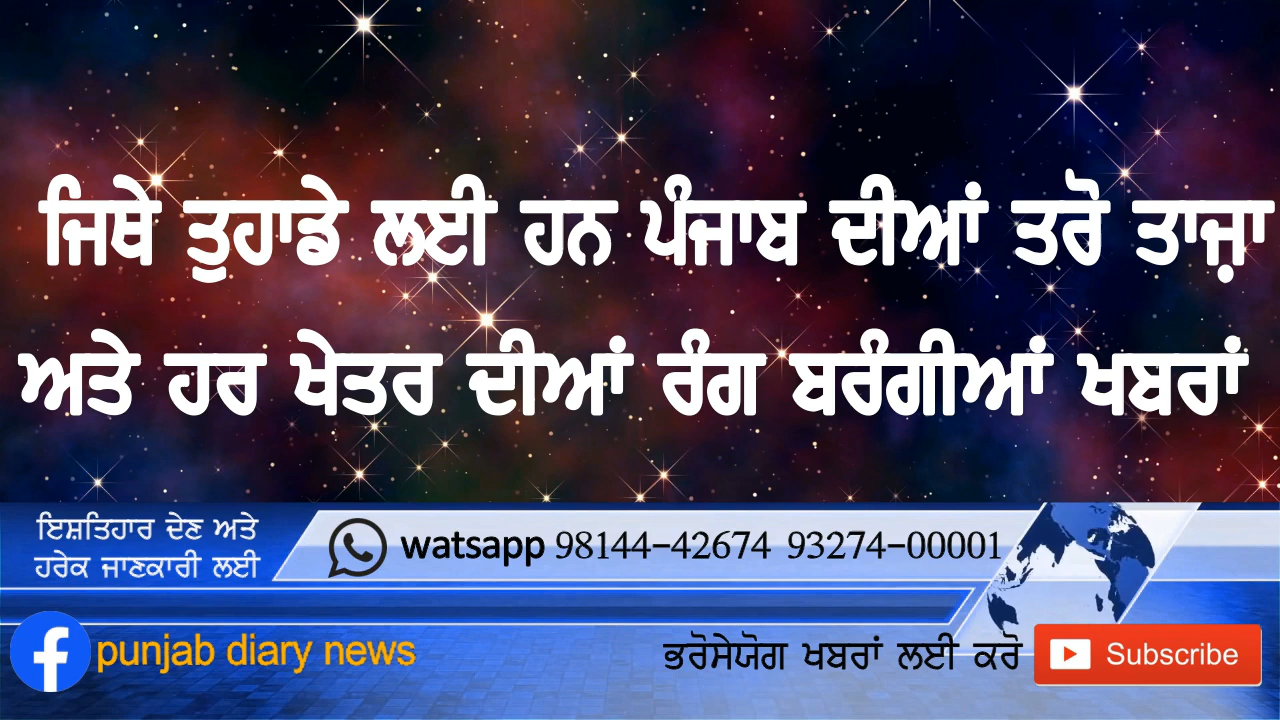 ਜਿਥੇ ਤੁਹਾਡੇ ਲਈ ਹਨ ਪੰਜਾਬ ਦੀਆਂ ਤਰੋ ਤਾਜ਼ਾ
ਅਤੇ ਹਰ ਖੇਤਰ ਦੀਆਂ ਰੰਗ ਬਰੰਗੀਆਂ ਖਬਰਾਂ
ਇਸ਼ਤਿਹਾਰ ਦੇਣ ਅਤੇ
ਹਰੇਕ ਜਾਣਕਾਰੀ ਲਈ
watsapp 98144-42674 93274-00001
punjab diary news
ਭਰੋਸੇਯੋਗ ਖਬਰਾਂ ਲਈ ਕਰੋ
Subscribe